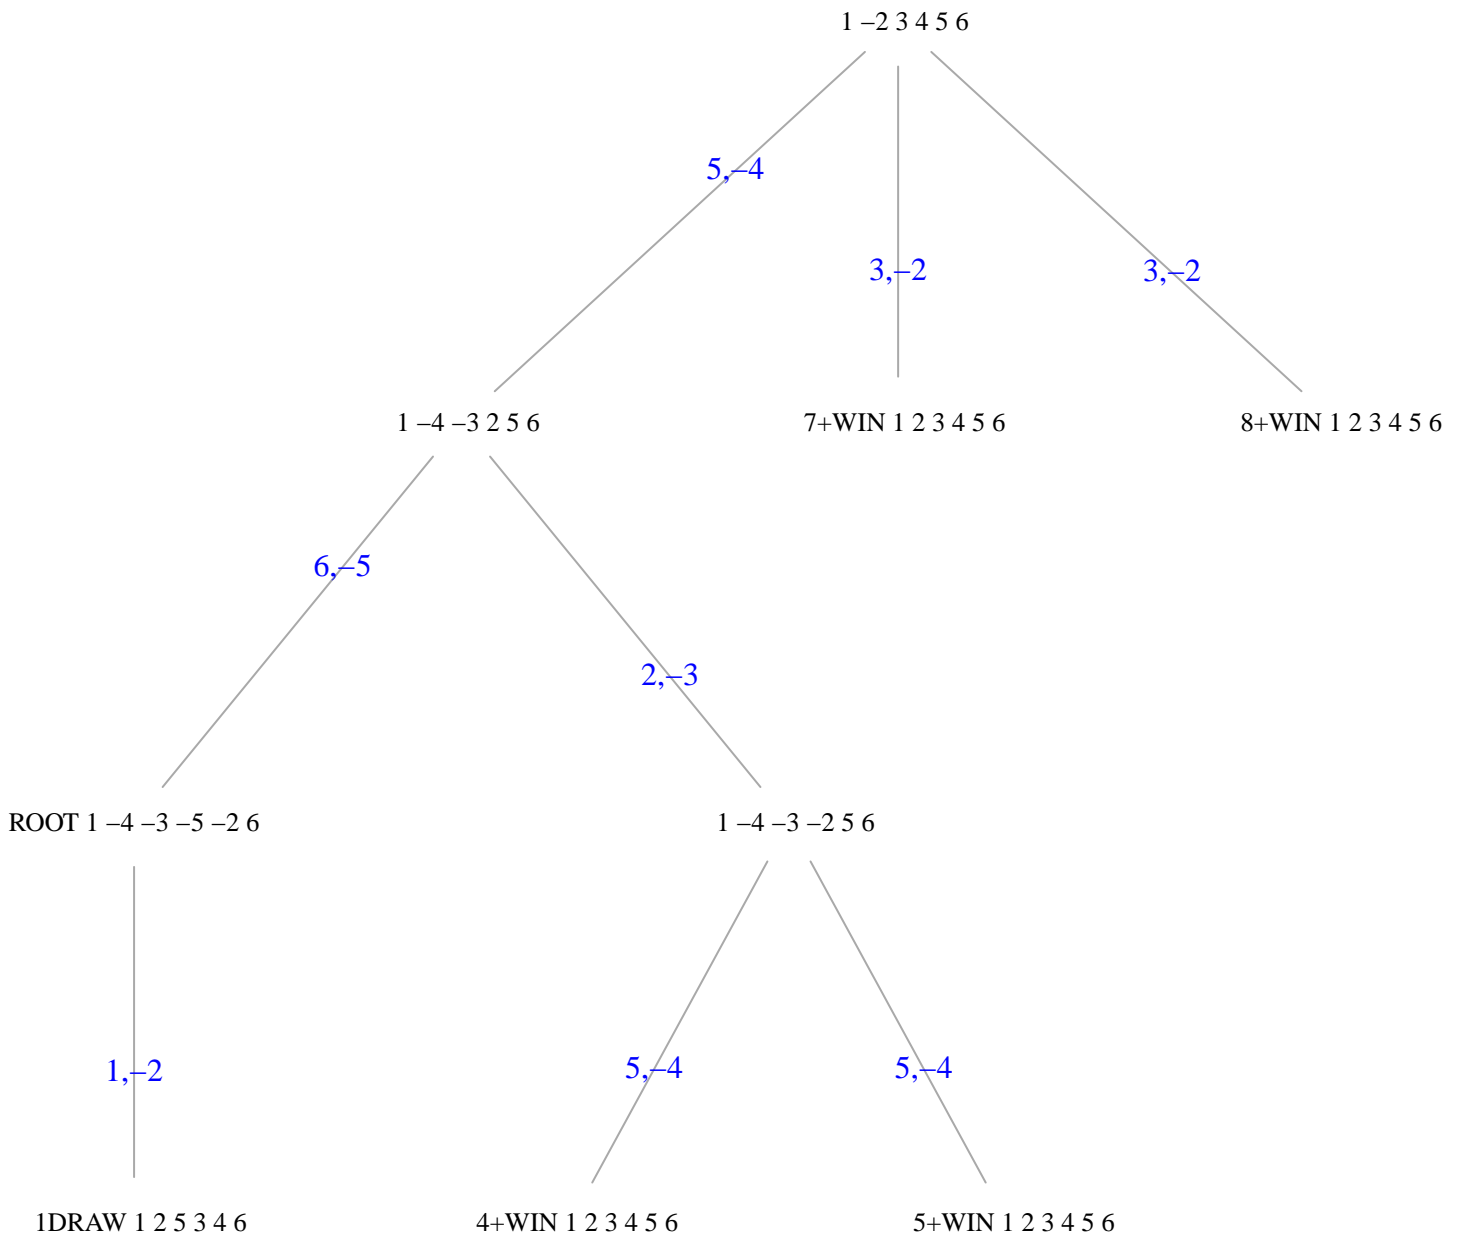 1 –2 3 4 5 6
5,–4
3,–2
3,–2
1 –4 –3 2 5 6
7+WIN 1 2 3 4 5 6
8+WIN 1 2 3 4 5 6
6,–5
2,–3
ROOT 1 –4 –3 –5 –2 6
1 –4 –3 –2 5 6
1,–2
5,–4
5,–4
1DRAW 1 2 5 3 4 6
4+WIN 1 2 3 4 5 6
5+WIN 1 2 3 4 5 6